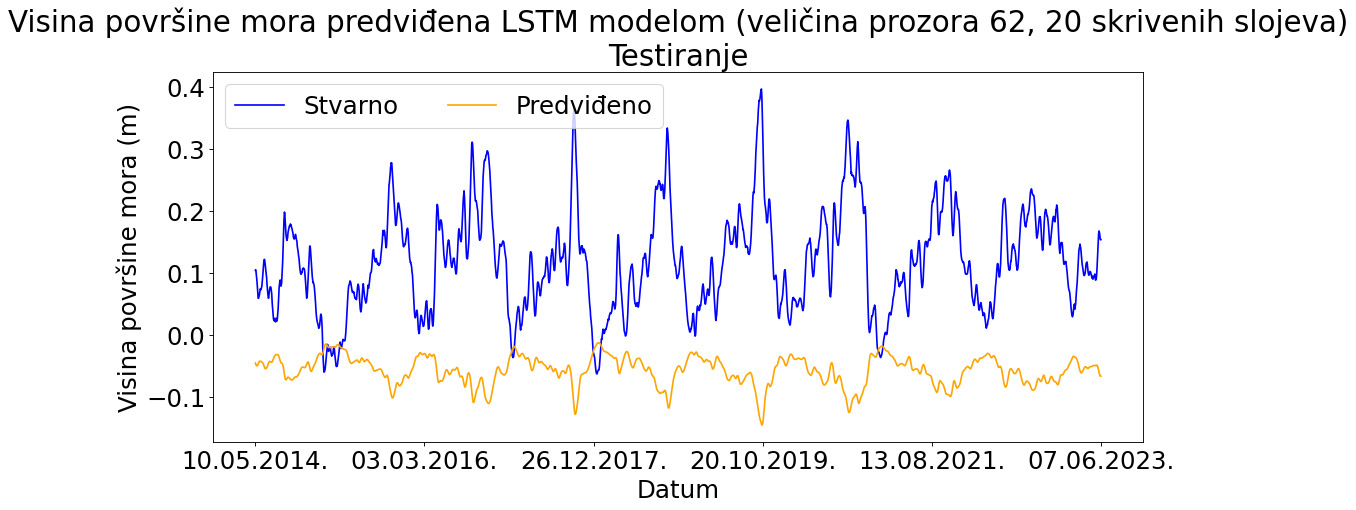 Visina površine mora predviđena LSTM modelom (veličina prozora 62, 20 skrivenih slojeva)
Testiranje
Stvarno Predviđeno
Visina površine mora (m)
0.4
0.3
0.2
0.1
0.0
−0.1
10.05.2014. 03.03.2016. 26.12.2017. 20.10.2019. 13.08.2021. 07.06.2023.
Datum